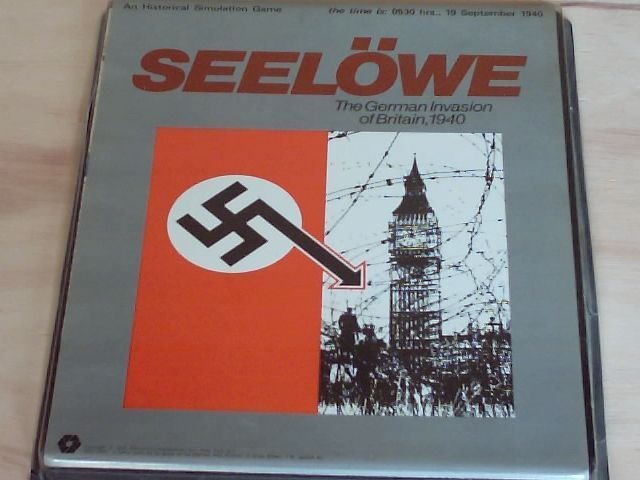 An Historical Simulation Game
the time is: 0530 hrs., 19 September 1940
SEELÖWE
The German Invasion
of Britain, 1940